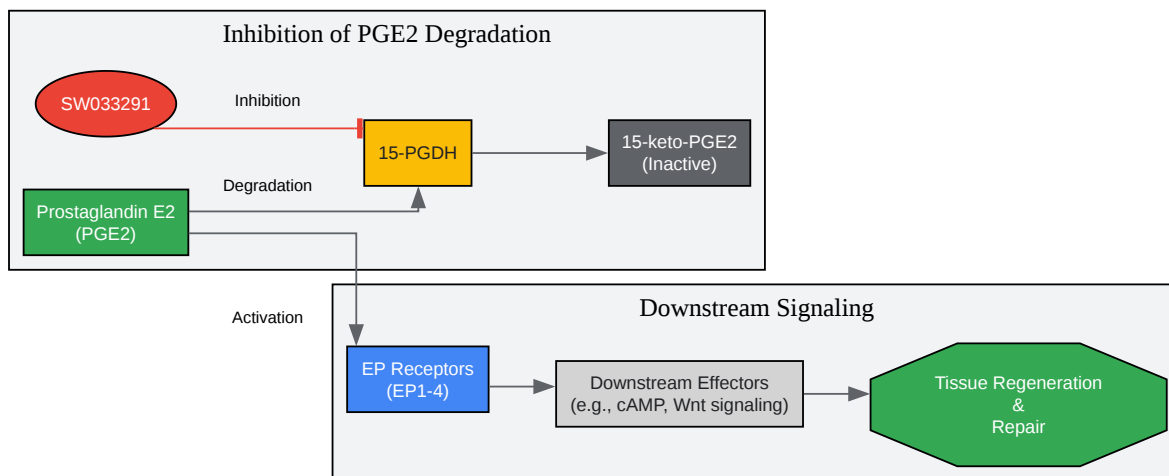 Inhibition of PGE2 Degradation
SW033291
Inhibition
15-PGDH
15-keto-PGE2
(Inactive)
Degradation
Prostaglandin E2
(PGE2)
Activation
Downstream Signaling
EP Receptors
(EP1-4)
Downstream Effectors
(e.g., cAMP, Wnt signaling)
Tissue Regeneration
&
Repair